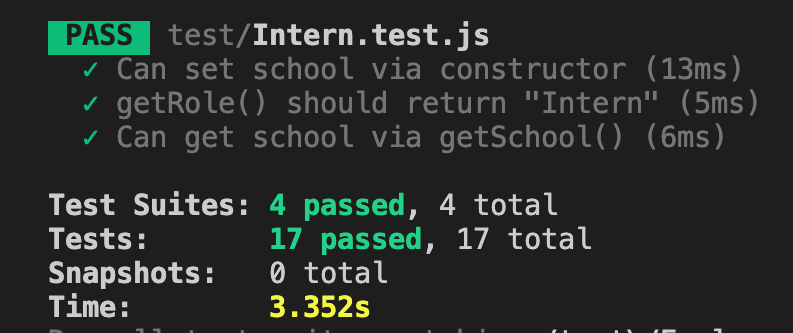 PASS test/Intern.test.js
✓ Can set school via constructor (13ms)
✓ getRole() should return "Intern" (5ms)
✓ Can get school via getSchool() (6ms)
Test Suites: 4 passed, 4 total
Tests: 17 passed, 17 total
Snapshots: 0 total
Time: 3.352s